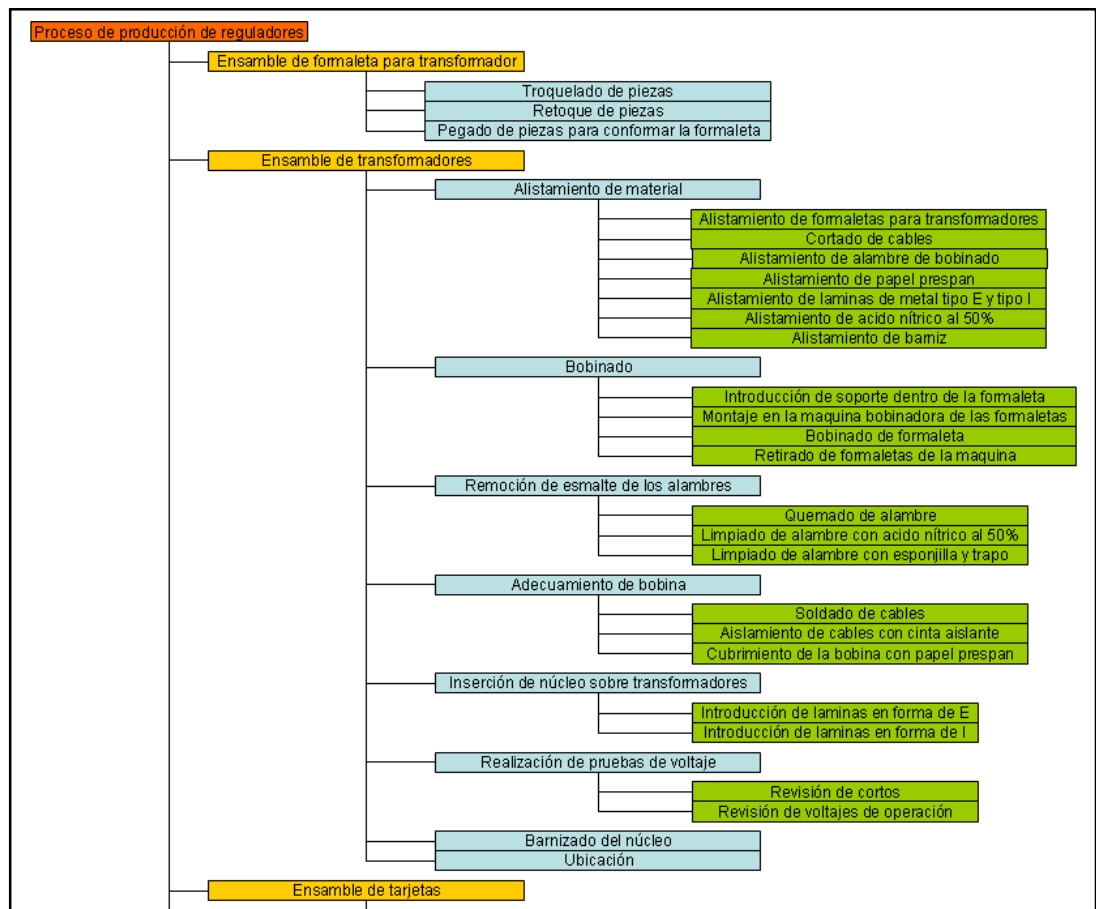 Proceso de producción de reguladores
Ensamble de formaleta para transformador
Troquelado de piezas
Retoque de piezas
Pegado de piezas para conformar la formaleta
Ensamble de transformadores
Alistamiento de material
Alistamiento de formaletas para transformadores
Cortado de cables
Alistamiento de alambre de bobinado
Alistamiento de papel prespan
Alistamiento de laminas de metal tipo E y tipo I
Alistamiento de acido nítrico al 50%
Alistamiento de barniz
Bobinado
Introducción de soporte dentro de la formaleta
Montaje en la maquina bobinadora de las formaletas
Bobinado de formaleta
Retirado de formaletas de la maquina
Remoción de esmalte de los alambres
Quemado de alambre
Limpiado de alambre con acido nítrico al 50%
Limpiado de alambre con esponjilla y trapo
Adecuamiento de bobina
Soldado de cables
Aislamiento de cables con cinta aislante
Cubrimiento de la bobina con papel prespan
Inserción de núcleo sobre transformadores
Introducción de laminas en forma de E
Introducción de laminas en forma de I
Realización de pruebas de voltaje
Revisión de cortos
Revisión de voltajes de operación
Barnizado del núcleo
Ubicación
Ensamble de tarjetas